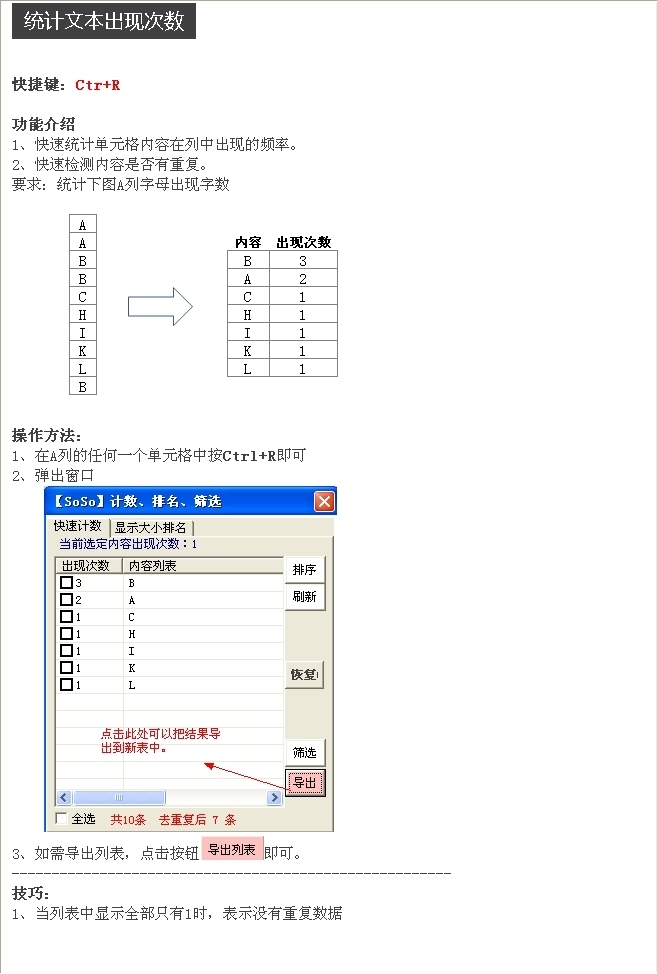 统计文本出现次数
快捷键：Ctr+R
功能介绍
1、快速统计单元格内容在列中出现的频率。
2、快速检测内容是否有重复。
要求：统计下图A列字母出现字数
A
A
B
B
C
H
I
K
L
B
内容 出现次数
B 3
A 2
C 1
H 1
I 1
K 1
L 1
操作方法：
1、在A列的任何一个单元格中按Ctrl+R即可
2、弹出窗口
【SoSo】计数、排名、筛选
快速计数 显示大小排名
当前选定内容出现次数：1
出现次数 内容列表
3 B
2 A
1 C
1 H
1 I
1 K
1 L
排序
刷新
恢复
点击此处可以把结果导
出到新表中。
筛选
导出
全选 共10条 去重复后 7 条
3、如需导出列表，点击按钮 导出列表 即可。
技巧：
1、当列表中显示全部只有1时，表示没有重复数据